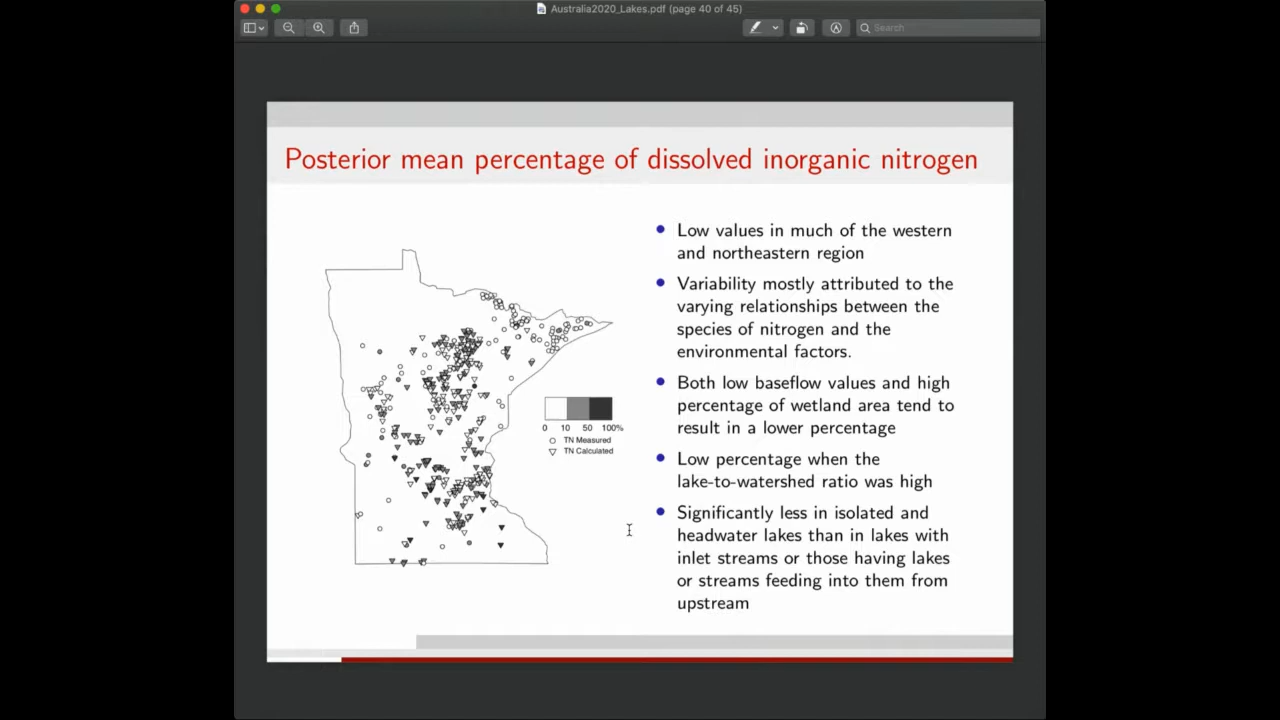 Australia2020_Lakes.pdf (page 40 of 45)
Search
Posterior mean percentage of dissolved inorganic nitrogen
Low values in much of the western
and northeastern region
Variability mostly attributed to the
varying relationships between the
species of nitrogen and the
environmental factors.
Both low baseflow values and high
percentage of wetland area tend to
result in a lower percentage
Low percentage when the
lake-to-watershed ratio was high
Significantly less in isolated and
headwater lakes than in lakes with
inlet streams or those having lakes
or streams feeding into them from
upstream
0 10 50 100%
TN Measured
TN Calculated